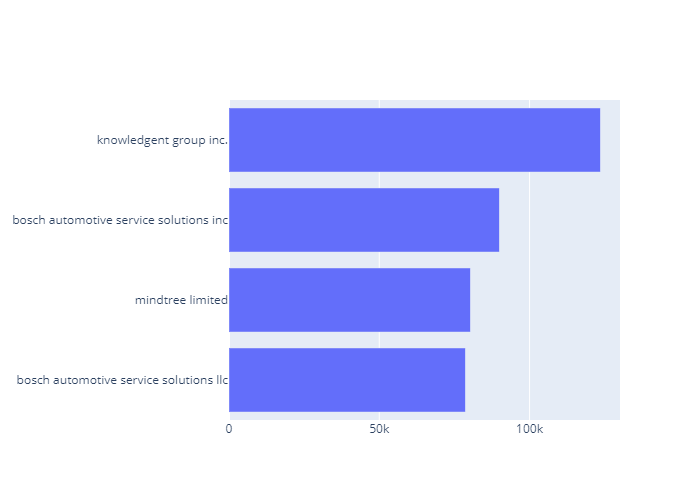 knowledgent group inc.
bosch automotive service solutions inc
mindtree limited
bosch automotive service solutions llc
0 50k 100k